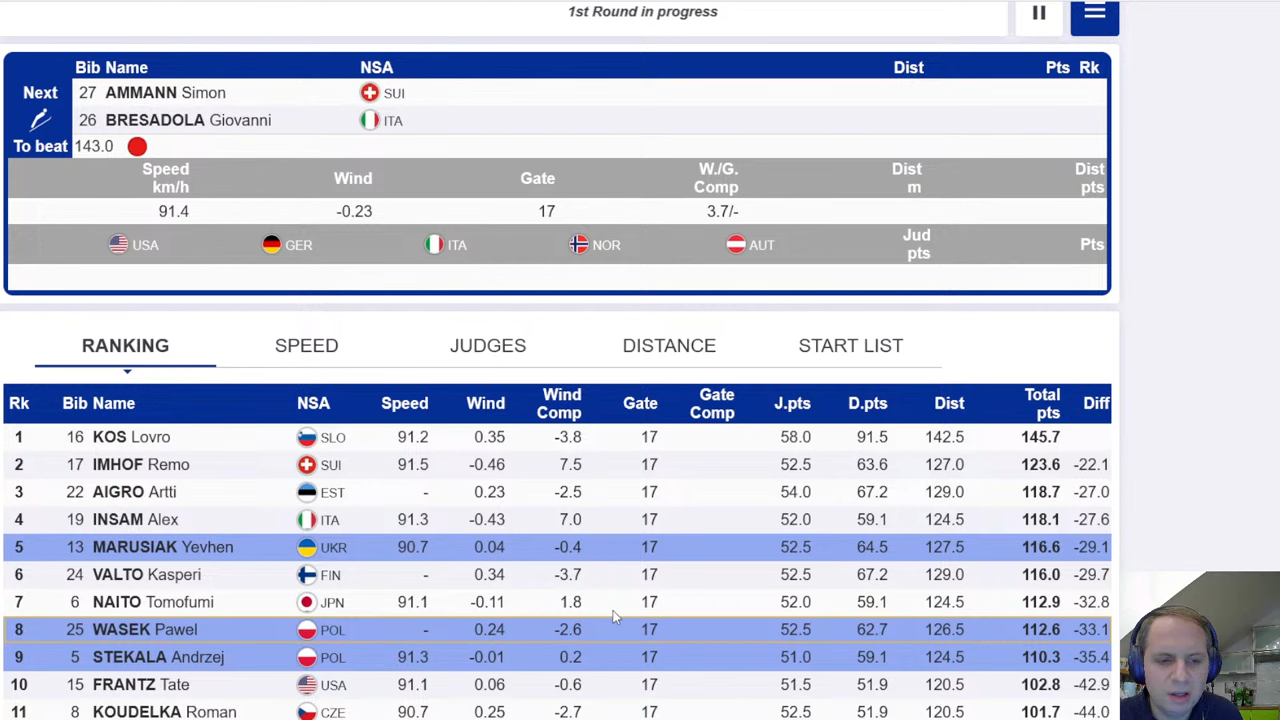 1st Round in progress
Bib Name NSA Dist Pts Rk
Next 27 AMMANN Simon SUI
26 BRESADOLA Giovanni ITA
To beat 143.0
Speed km/h Wind Gate W./G. Comp Dist m Dist pts
91.4 -0.23 17 3.7/-
USA GER ITA NOR AUT Jud pts Pts
RANKING SPEED JUDGES DISTANCE START LIST
Rk Bib Name NSA Speed Wind Wind Comp Gate Gate Comp J.pts D.pts Dist Total pts Diff
1 16 KOS Lovro SLO 91.2 0.35 -3.8 17 58.0 91.5 142.5 145.7
2 17 IMHOF Remo SUI 91.5 -0.46 7.5 17 52.5 63.6 127.0 123.6 -22.1
3 22 AIGRO Artti EST - 0.23 -2.5 17 54.0 67.2 129.0 118.7 -27.0
4 19 INSAM Alex ITA 91.3 -0.43 7.0 17 52.0 59.1 124.5 118.1 -27.6
5 13 MARUSIAK Yevhen UKR 90.7 0.04 -0.4 17 52.5 64.5 127.5 116.6 -29.1
6 24 VALTO Kasperi FIN - 0.34 -3.7 17 52.5 67.2 129.0 116.0 -29.7
7 6 NAITO Tomofumi JPN 91.1 -0.11 1.8 17 52.0 59.1 124.5 112.9 -32.8
8 25 WASEK Pawel POL - 0.24 -2.6 17 52.5 62.7 126.5 112.6 -33.1
9 5 STEKALA Andrzej POL 91.3 -0.01 0.2 17 51.0 59.1 124.5 110.3 -35.4
10 15 FRANTZ Tate USA 91.1 0.06 -0.6 17 51.5 51.9 120.5 102.8 -42.9
11 8 KOUDELKA Roman CZE 90.7 0.25 -2.7 17 52.5 51.9 120.5 101.7 -44.0